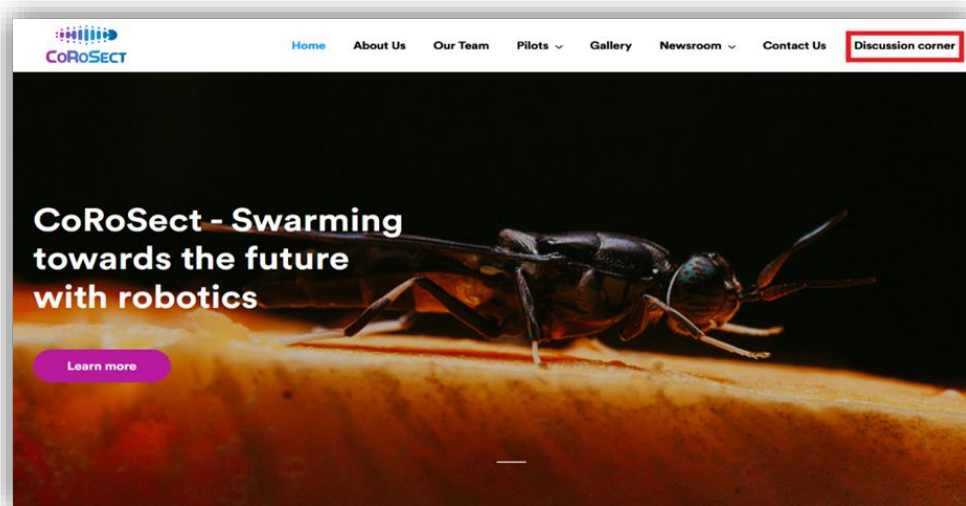 CoRoSect
Home About Us Our Team Pilots Gallery Newsroom Contact Us Discussion corner
CoRoSect - Swarming
towards the future
with robotics
Learn more